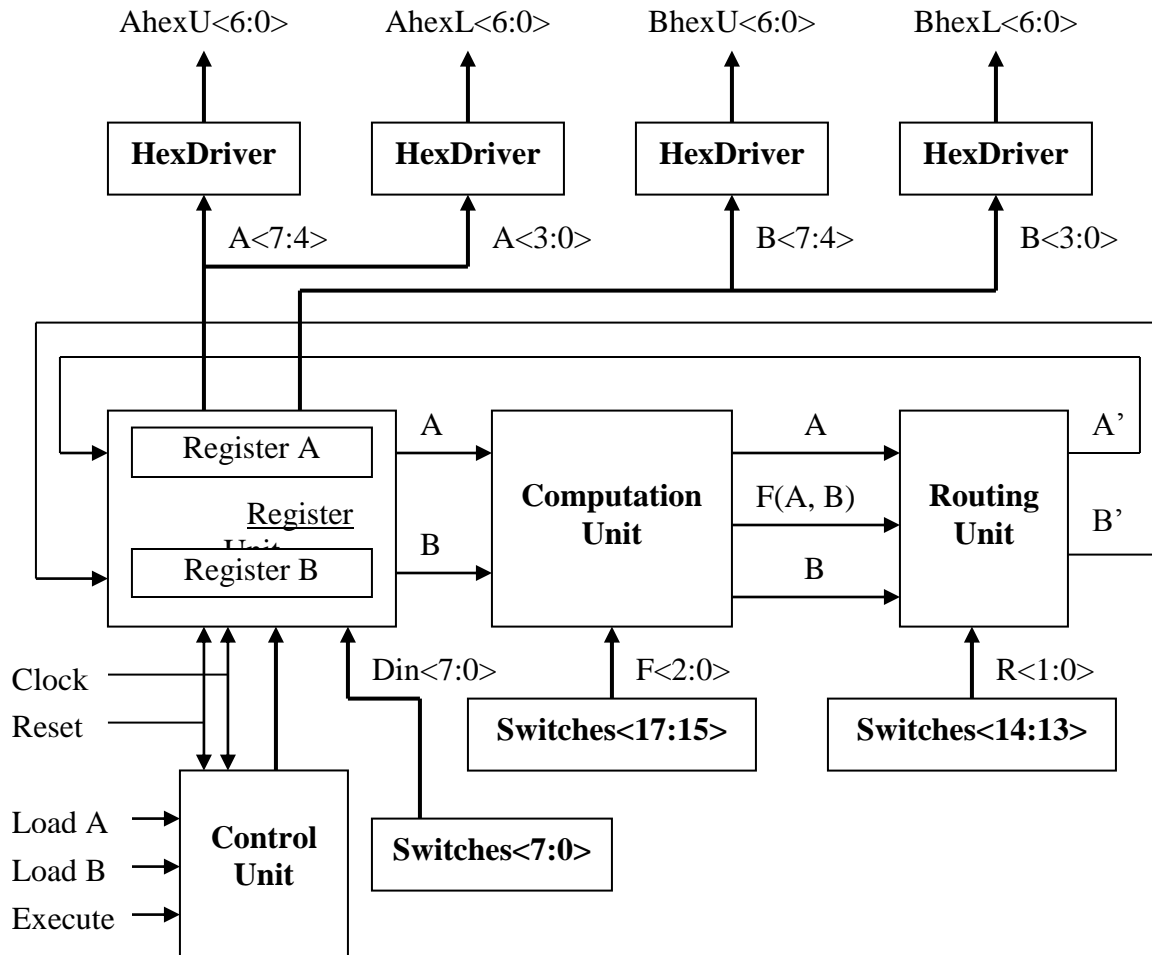 AhexU<6:0> AhexL<6:0> BhexU<6:0> BhexL<6:0>
HexDriver HexDriver HexDriver HexDriver
A<7:4> A<3:0> B<7:4> B<3:0>
Register A
Register
Unit
Register B
A
B
Computation
Unit
A
F(A, B)
B
Routing
Unit
A’
B’
Clock
Reset
Din<7:0>
F<2:0>
R<1:0>
Switches<17:15>
Switches<14:13>
Load A
Load B
Execute
Control
Unit
Switches<7:0>